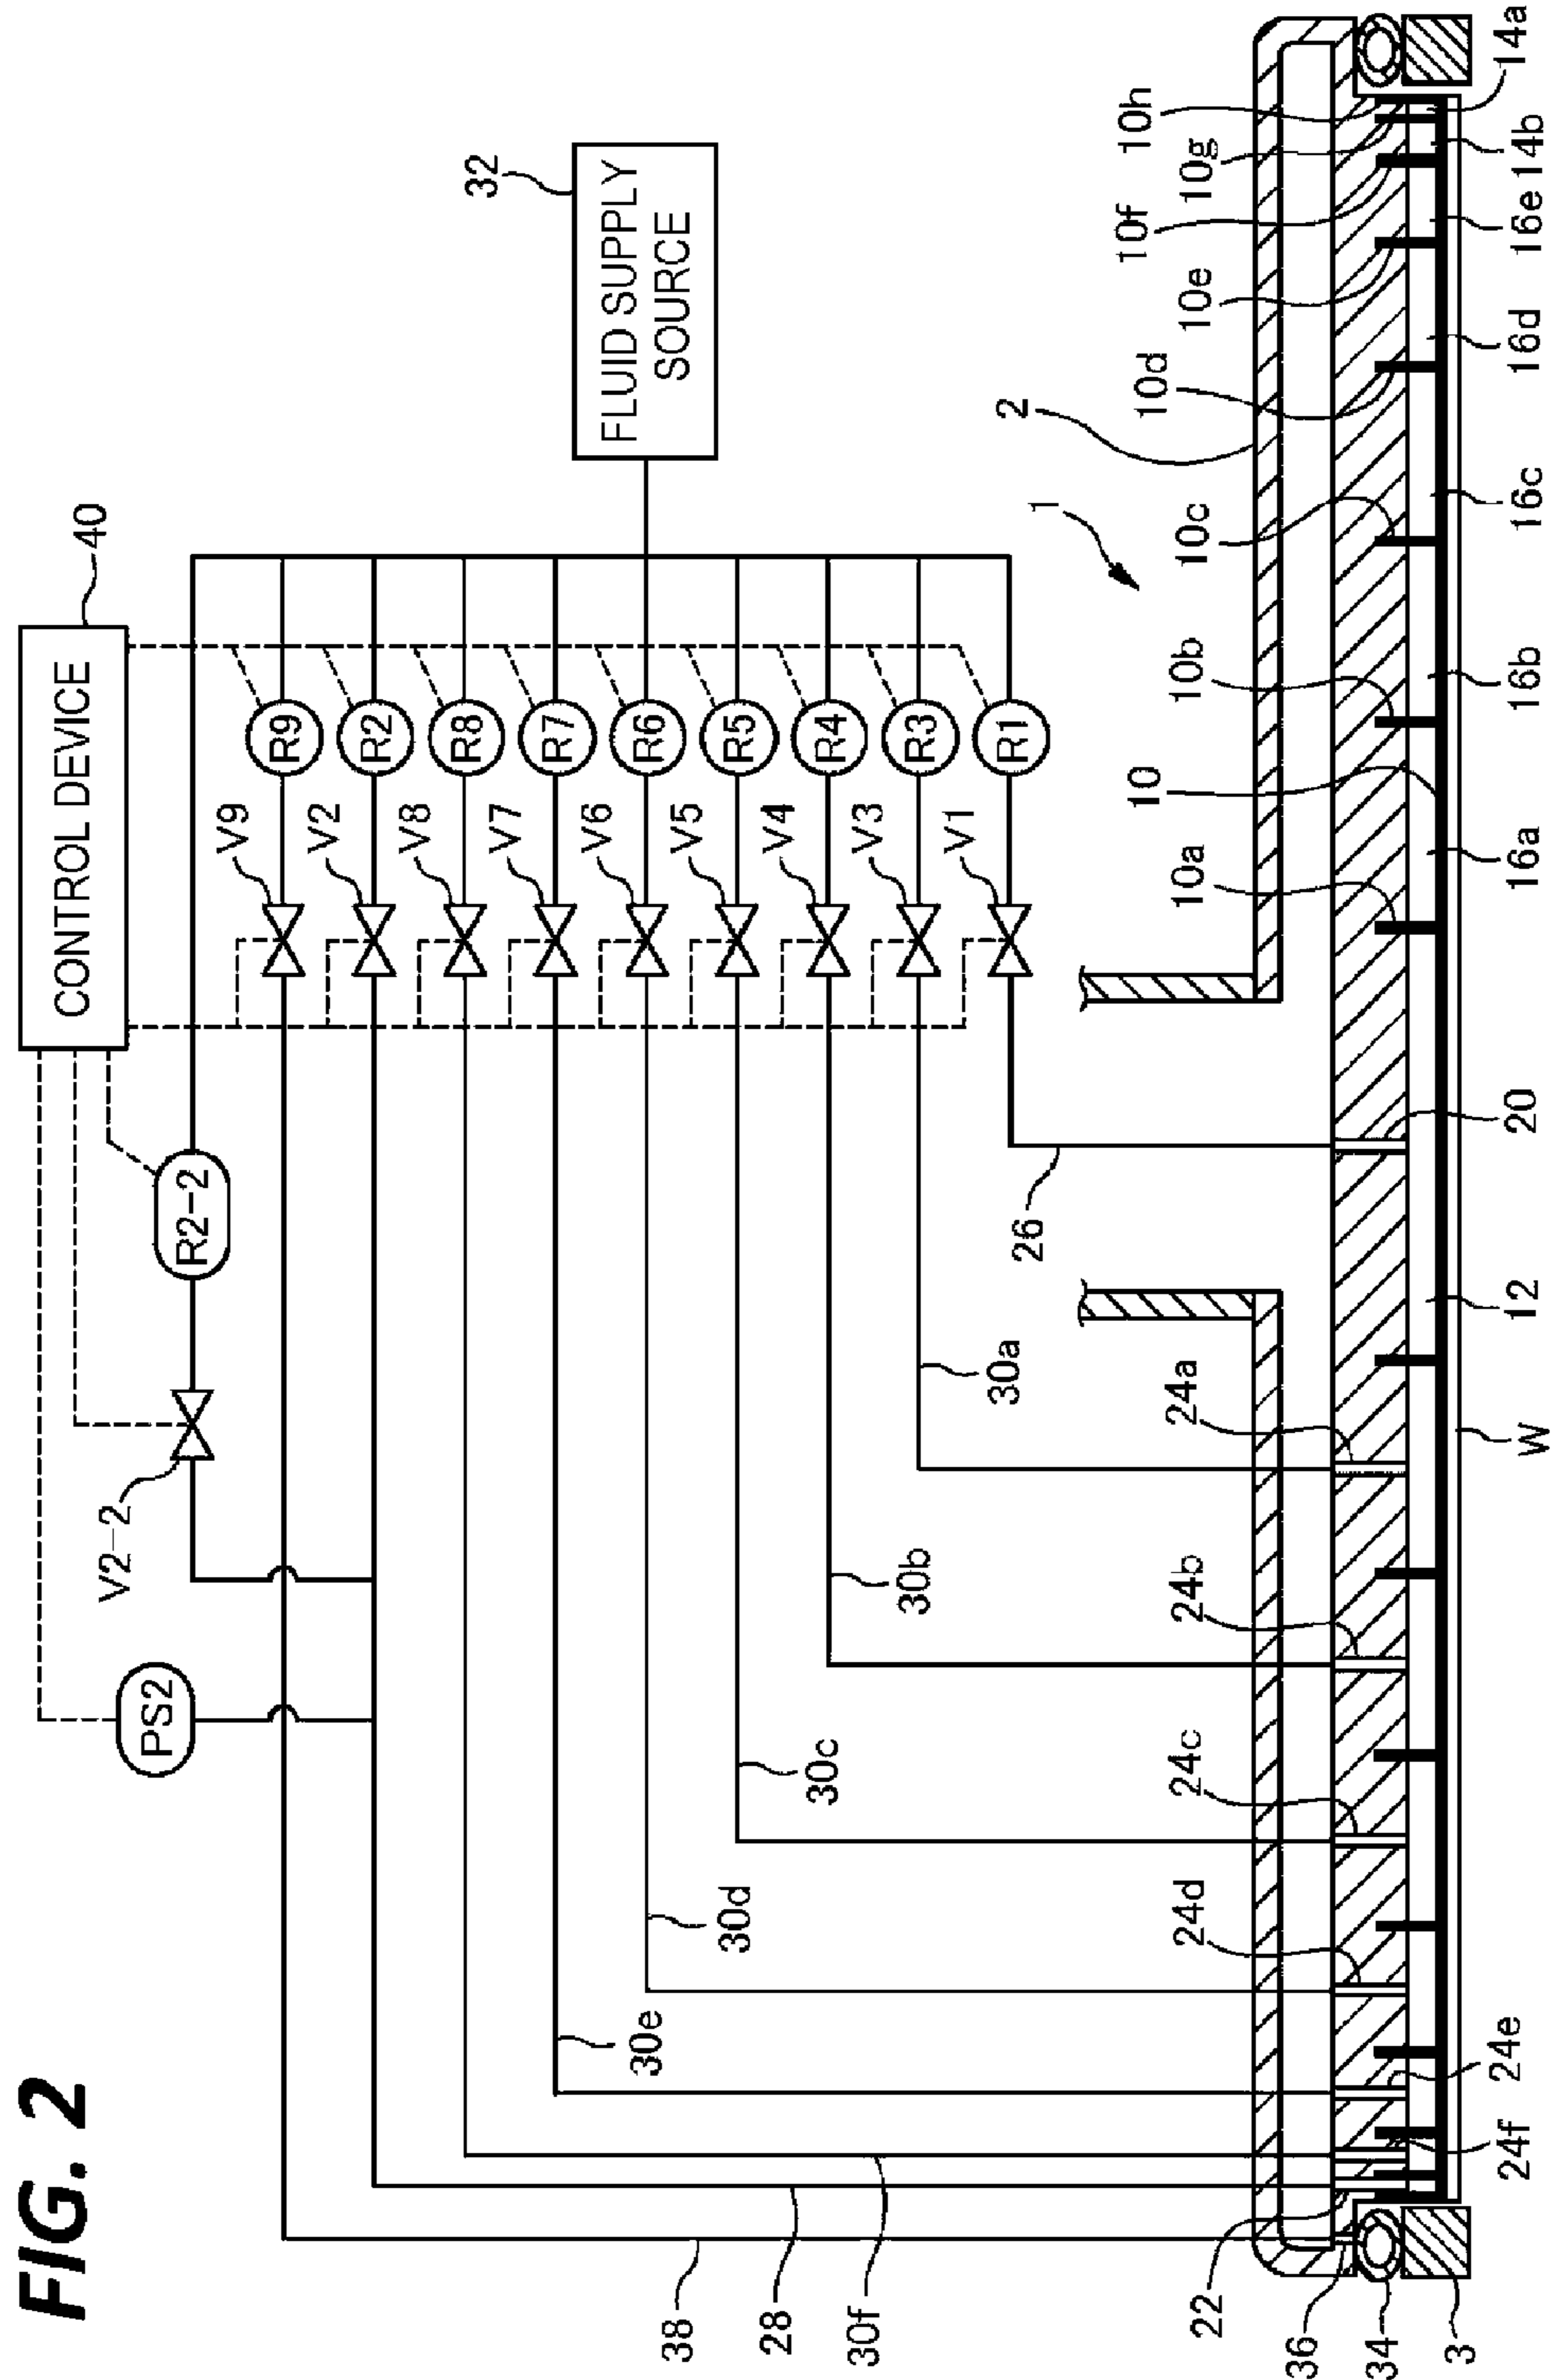 FIG. 2
CONTROL DEVICE
40
PS2
V2-2
R2-2
32
FLUID SUPPLY
SOURCE
V9
R9
V2
R2
V8
R8
V7
R7
V6
R6
V5
R5
V4
R4
V3
R3
V1
R1
38
28
30f
30e
30d
30c
30b
30a
26
1
2
22
24d
24c
24b
24a
10a
10
10b
10c
10d
10e
10f
10g
10h
36
34
3
24f
24e
W
12
20
16a
16b
16c
16d
16e
14b
14a